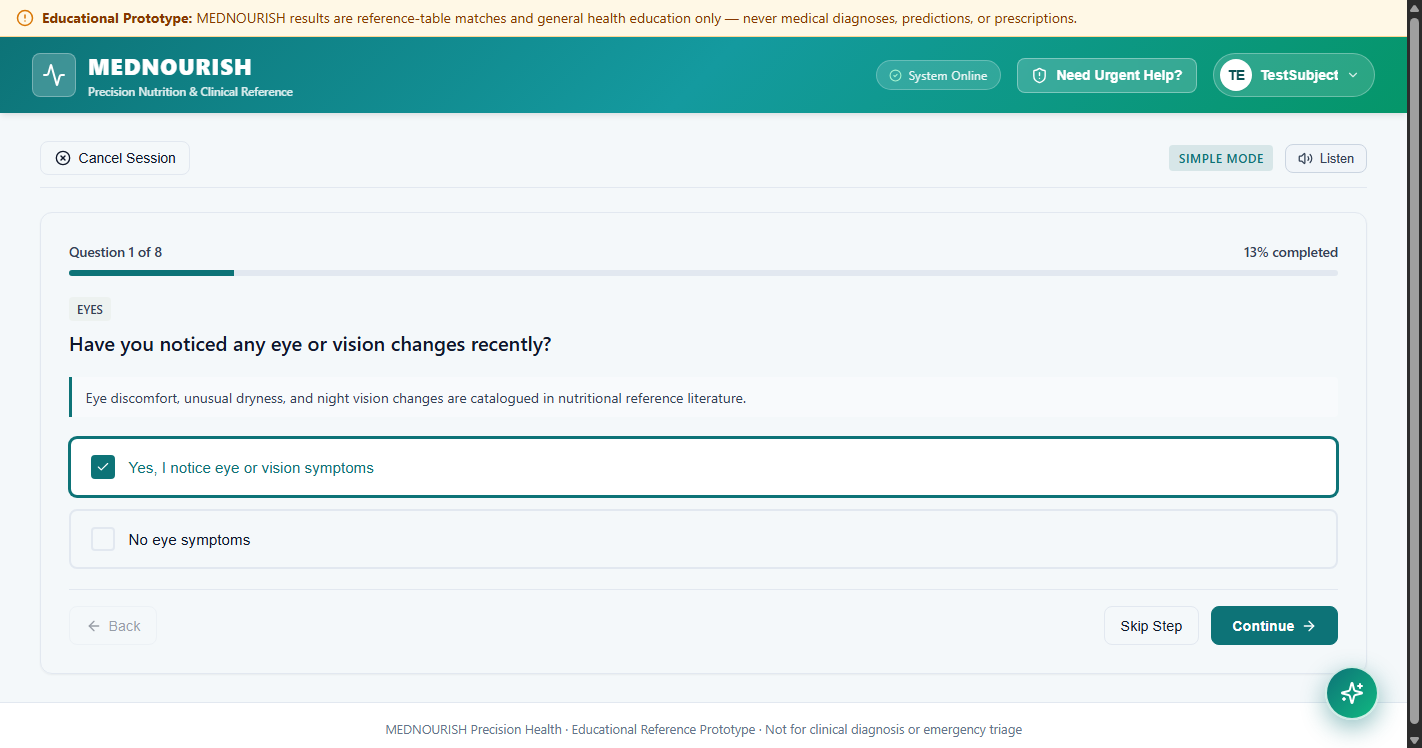 Educational Prototype: MEDNOURISH results are reference-table matches and general health education only — never medical diagnoses, predictions, or prescriptions.
MEDNOURISH
Precision Nutrition & Clinical Reference
System Online
Need Urgent Help?
TE
TestSubject
Cancel Session
SIMPLE MODE
Listen
Question 1 of 8
13% completed
EYES
Have you noticed any eye or vision changes recently?
Eye discomfort, unusual dryness, and night vision changes are catalogued in nutritional reference literature.
Yes, I notice eye or vision symptoms
No eye symptoms
Back
Skip Step
Continue
MEDNOURISH Precision Health · Educational Reference Prototype · Not for clinical diagnosis or emergency triage